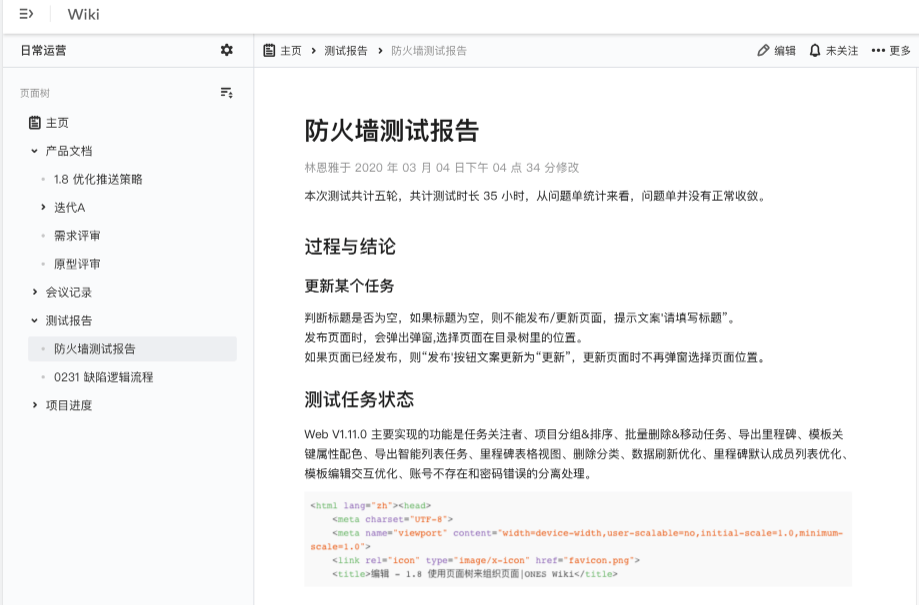 Wiki
日常运营
主页 › 测试报告 › 防火墙测试报告
编辑 未关注 更多
页面树
主页
产品文档
1.8 优化推送策略
迭代A
需求评审
原型评审
会议记录
测试报告
防火墙测试报告
0231 缺陷逻辑流程
项目进度
防火墙测试报告
林恩雅于 2020 年 03 月 04 日下午 04 点 34 分修改
本次测试共计五轮，共计测试时长 35 小时，从问题单统计来看，问题单并没有正常收敛。
过程与结论
更新某个任务
判断标题是否为空，如果标题为空，则不能发布/更新页面，提示文案‘请填写标题”。
发布页面时，会弹出弹窗,选择页面在目录树里的位置。
如果页面已经发布，则“发布’按钮文案更新为“更新”，更新页面时不再弹窗选择页面位置。
测试任务状态
Web V1.11.0 主要实现的功能是任务关注者、项目分组&排序、批量删除&移动任务、导出里程碑、模板关
键属性配色、导出智能列表任务、里程碑表格视图、删除分类、数据刷新优化、里程碑默认成员列表优化、
模板编辑交互优化、账号不存在和密码错误的分离处理。
<html lang="zh"><head>
<meta charset="UTF-8">
<meta name="viewport" content="width=device-width,user-scalable=no,initial-scale=1.0,minimum-
scale=1.0">
<link rel="icon" type="image/x-icon" href="favicon.png">
<title>编辑 - 1.8 使用页面树来组织页面|ONES Wiki</title>